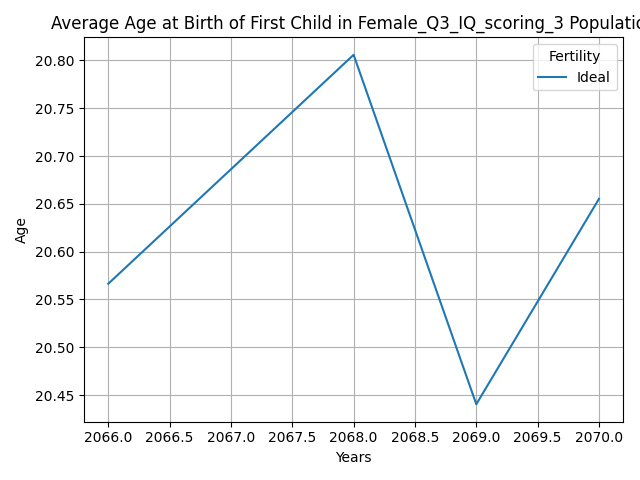 Average Age at Birth of First Child in Female_Q3_IQ_scoring_3 Populatio
Fertility
Ideal
20.80
20.75
20.70
20.65
20.60
20.55
20.50
20.45
Age
2066.0 2066.5 2067.0 2067.5 2068.0 2068.5 2069.0 2069.5 2070.0
Years